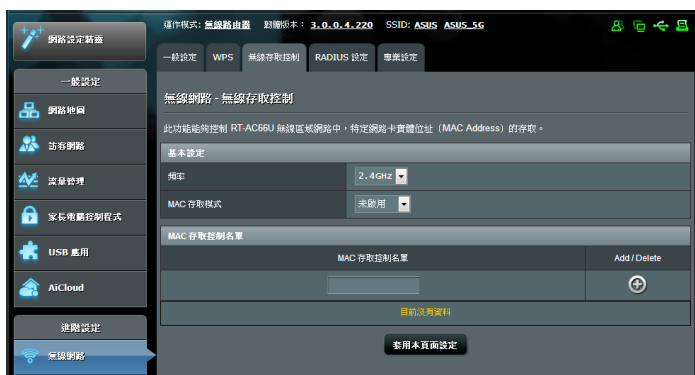 運作模式: 無線路由器 韌體版本: 3.0.0.4.220 SSID: ASUS ASUS_5G
網路設定精靈
一般設定 WPS 無線存取控制 RADIUS 設定 專業設定
一般設定
網路地圖
訪客網路
流量管理
家長電腦控制程式
USB 應用
AiCloud
進階設定
無線網路
無線網路 - 無線存取控制
此功能能夠控制 RT-AC66U 無線區域網路中，特定網路卡實體位址（MAC Address）的存取。
基本設定
頻率 2.4GHz
MAC 存取模式 未啟用
MAC 存取控制名單
MAC 存取控制名單 Add / Delete
目前沒有資料
套用本頁面設定